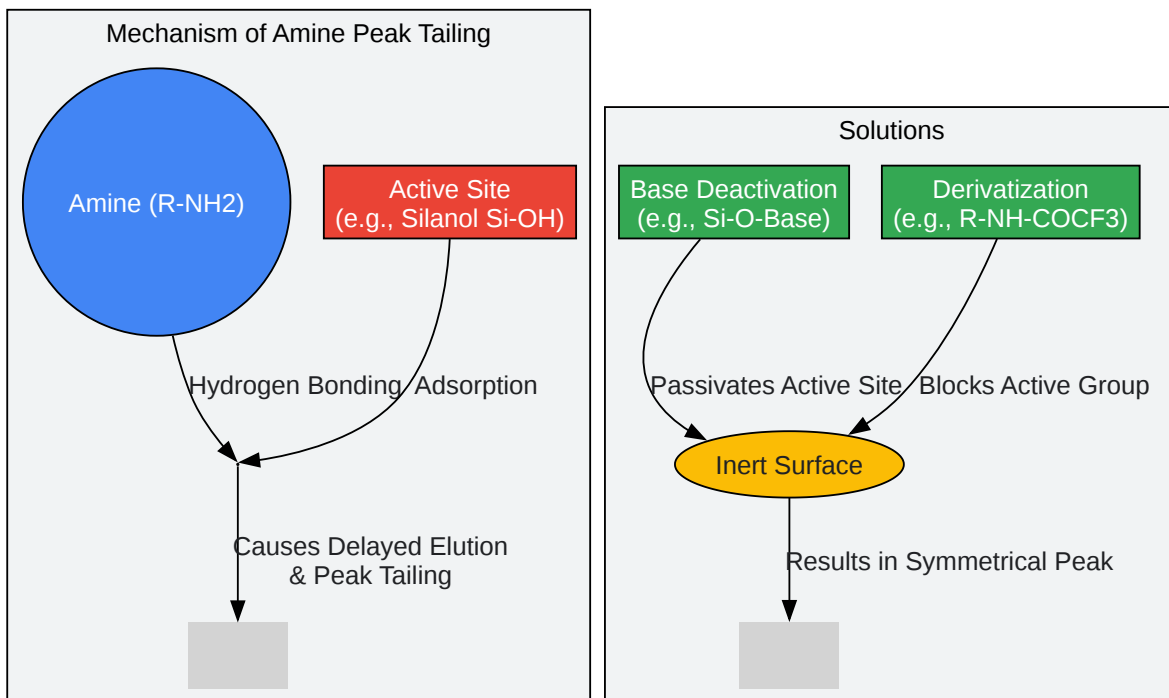 Mechanism of Amine Peak Tailing
Amine (R-NH2)
Active Site
(e.g., Silanol Si-OH)
Hydrogen Bonding
Adsorption
Causes Delayed Elution
& Peak Tailing
Solutions
Base Deactivation
(e.g., Si-O-Base)
Derivatization
(e.g., R-NH-COCF3)
Passivates Active Site
Blocks Active Group
Inert Surface
Results in Symmetrical Peak